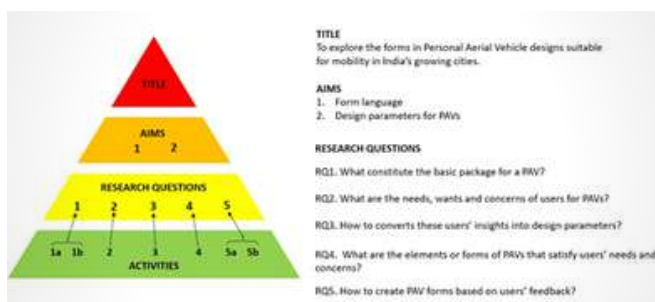 TITLE
AIMS
1 2
RESEARCH QUESTIONS
1 2 3 4 5
1a 1b 2 3 4 5a 5b
ACTIVITIES
TITLE
To explore the forms in Personal Aerial Vehicle designs suitable
for mobility in India's growing cities.
AIMS
1. Form language
2. Design parameters for PAVs
RESEARCH QUESTIONS
RQ1. What constitute the basic package for a PAV?
RQ2. What are the needs, wants and concerns of users for PAVs?
RQ3. How to converts these users' insights into design parameters?
RQ4. What are the elements or forms of PAVs that satisfy users' needs and
concerns?
RQ5. How to create PAV forms based on users' feedback?